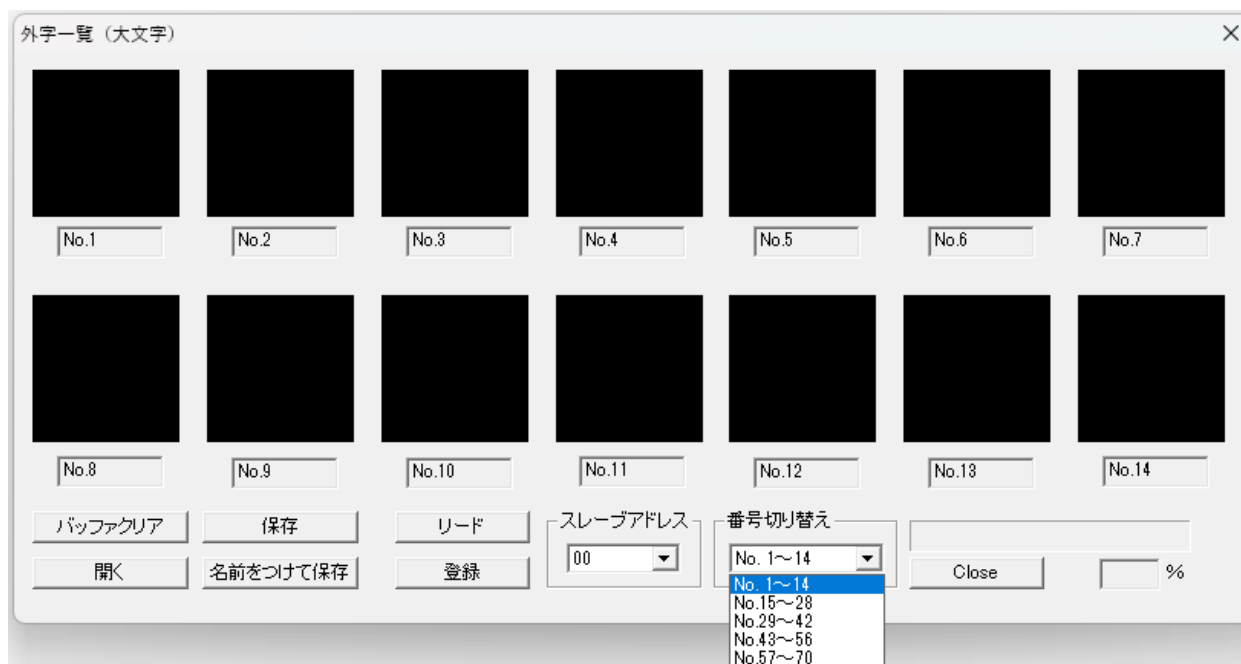 外字一覧（大文字）
No.1 No.2 No.3 No.4 No.5 No.6 No.7
No.8 No.9 No.10 No.11 No.12 No.13 No.14
バッファクリア 保存 リード スレーブアドレス 番号切り替え
00 No. 1～14
開く 名前をつけて保存 登録 Close %
No. 1～14
No.15～28
No.29～42
No.43～56
No.57～70